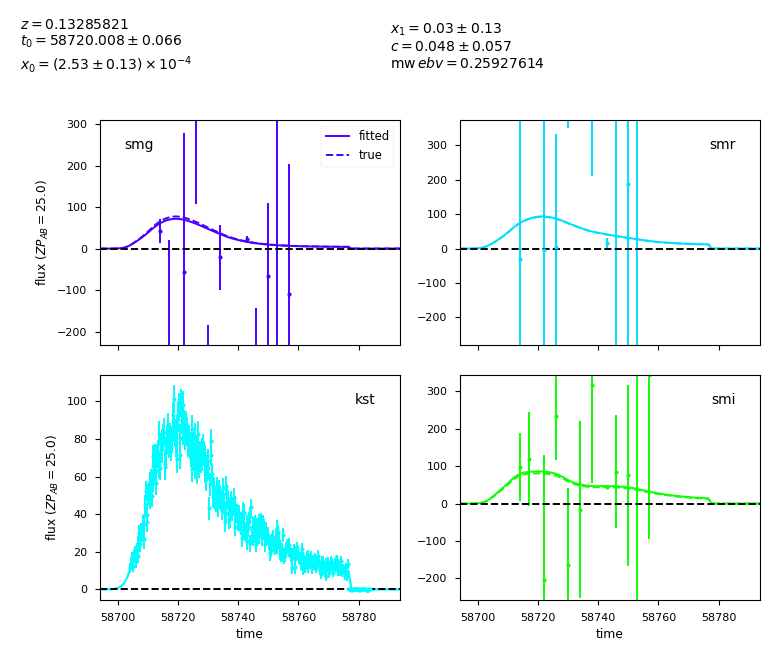 z = 0.13285821
t₀ = 58720.008 ± 0.066
x₀ = (2.53 ± 0.13) × 10⁻⁴
x₁ = 0.03 ± 0.13
c = 0.048 ± 0.057
mw ebv = 0.25927614
smg
fitted
true
flux (ZP_AB = 25.0)
300
200
100
0
−100
−200
smr
300
200
100
0
−100
−200
kst
flux (ZP_AB = 25.0)
100
80
60
40
20
0
58700 58720 58740 58760 58780
time
smi
300
200
100
0
−100
−200
58700 58720 58740 58760 58780
time